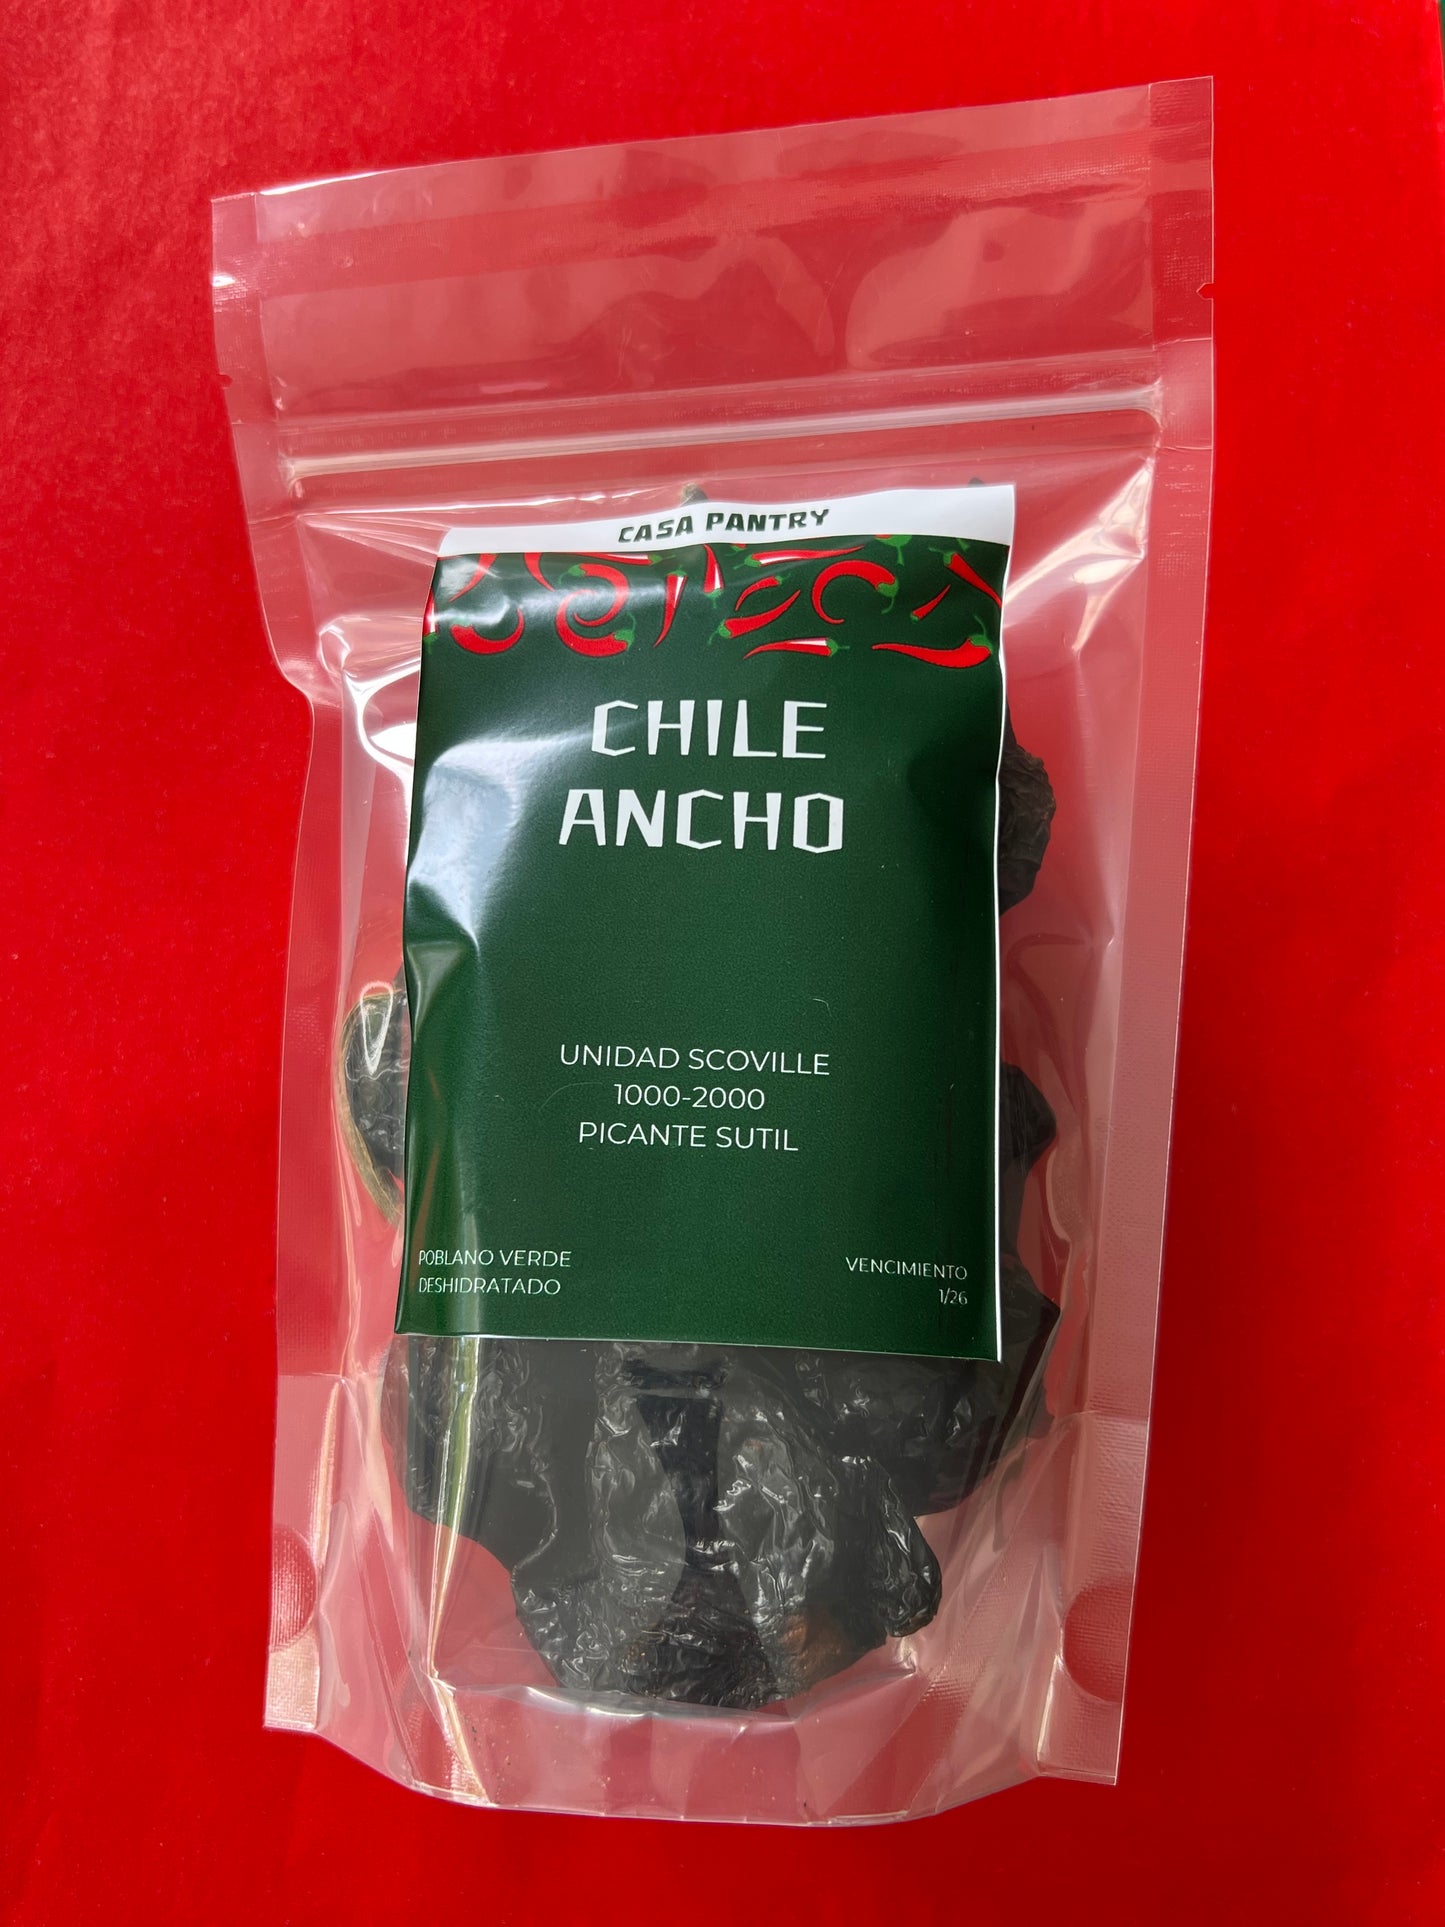 CASA PANTRY
CHILE
ANCHO
UNIDAD SCOVILLE
1000-2000
PICANTE SUTIL
POBLANO VERDE
DESHIDRATADO
VENCIMIENTO
1/26